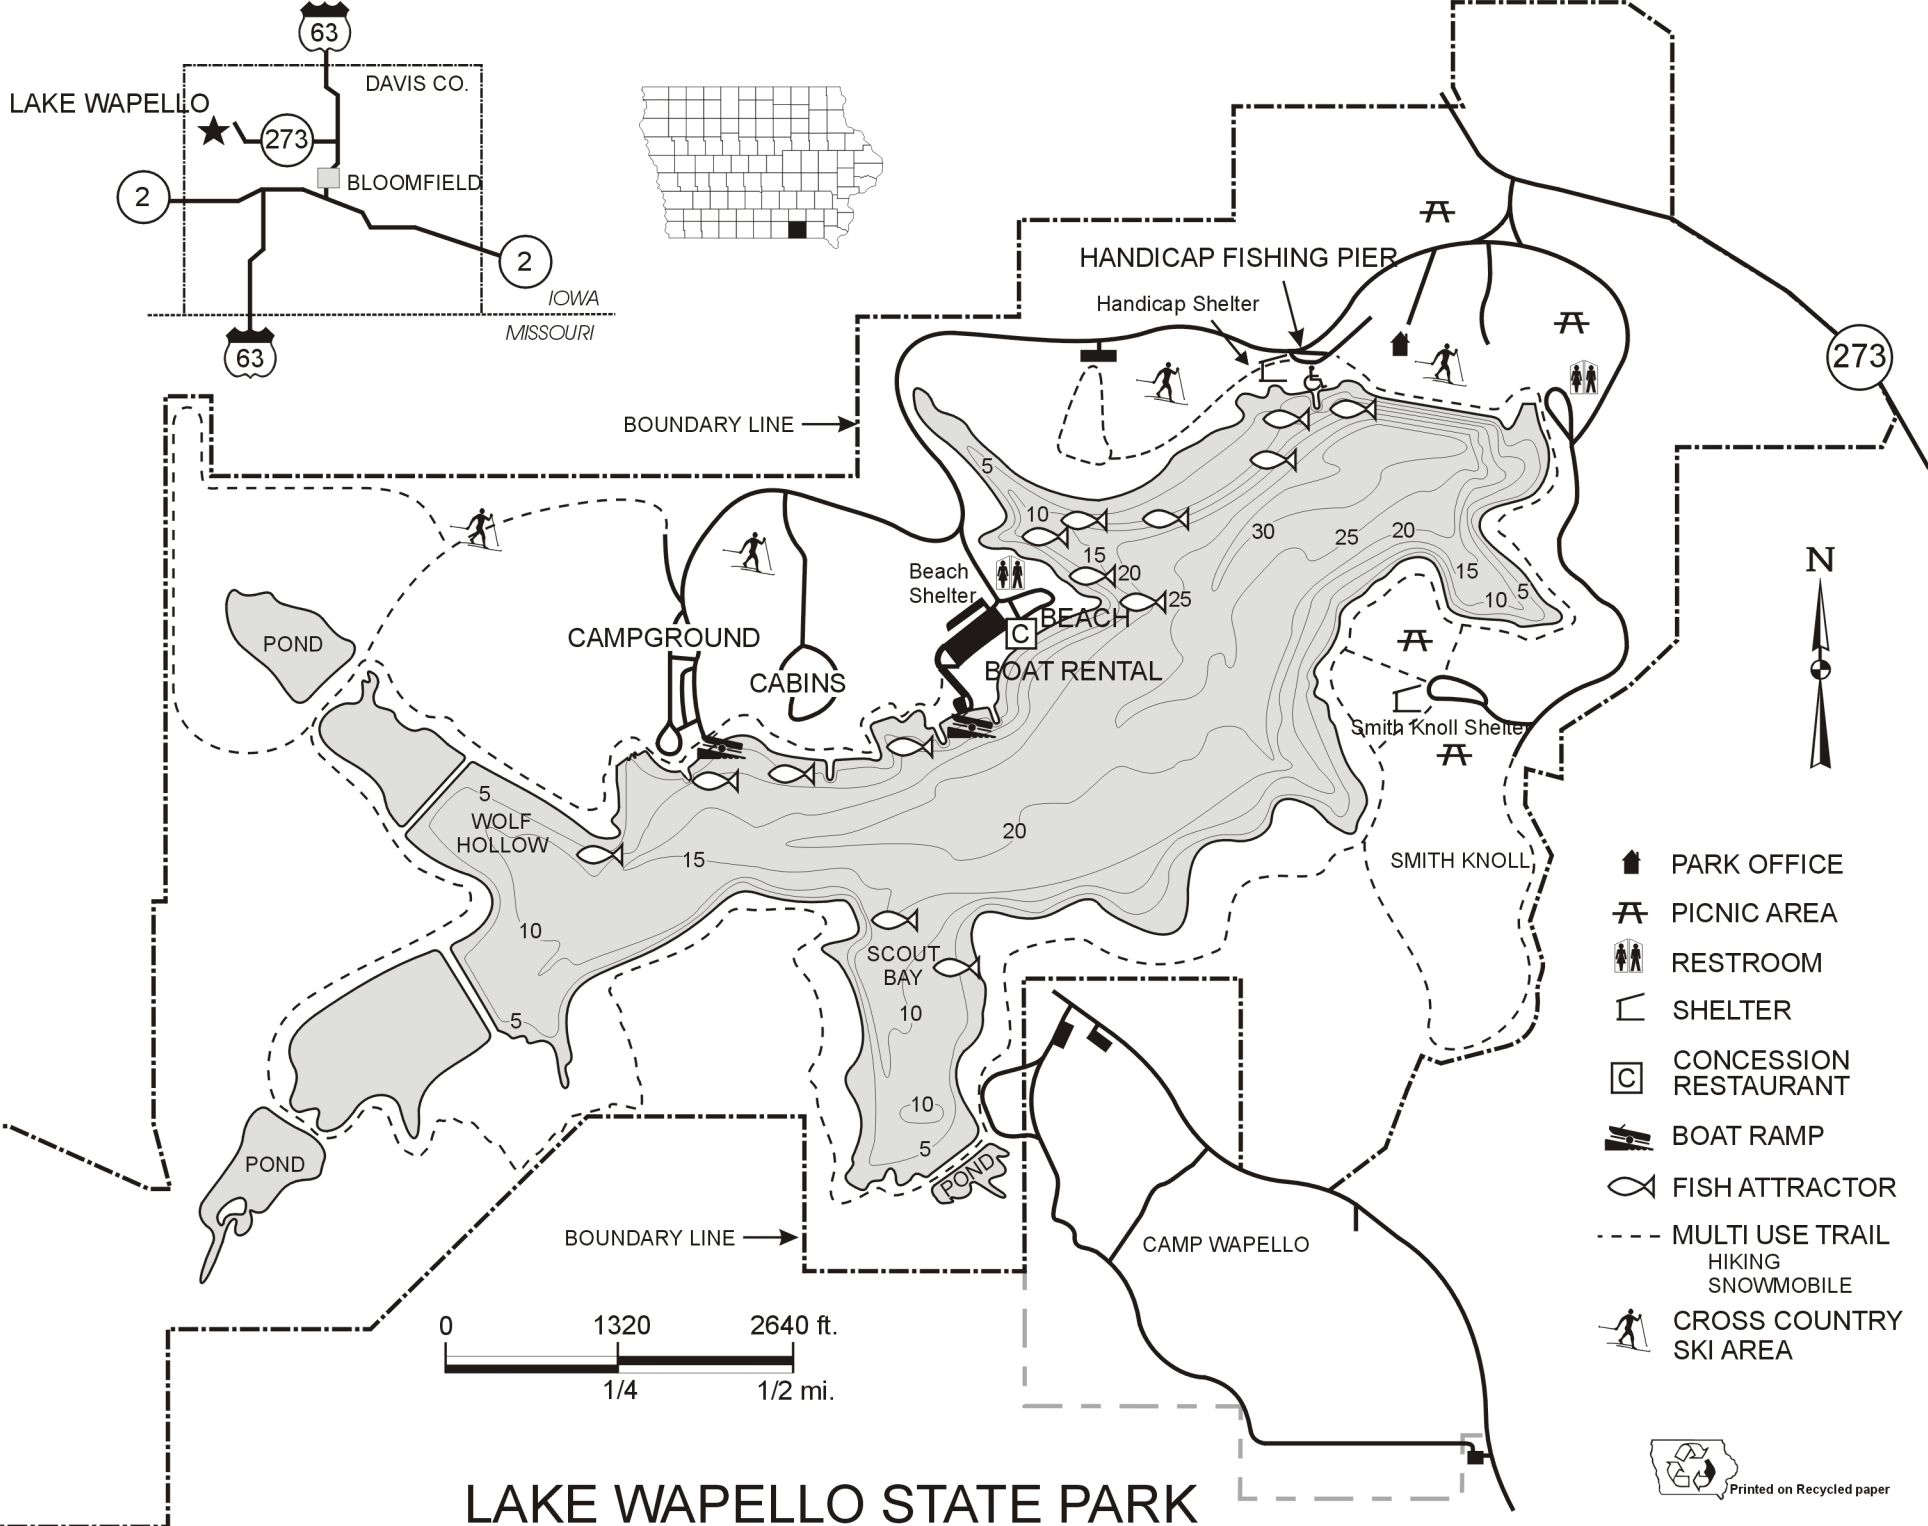 63
DAVIS CO.
LAKE WAPELLO
273
2
BLOOMFIELD
2
IOWA
MISSOURI
63
HANDICAP FISHING PIER
Handicap Shelter
273
BOUNDARY LINE
5
10
15
20
25
30
25
20
15
10
5
Beach
Shelter
BEACH
C
BOAT RENTAL
CAMPGROUND
CABINS
POND
Smith Knoll Shelter
N
5
WOLF
HOLLOW
15
20
SMITH KNOLL
10
5
SCOUT
BAY
10
10
5
POND
POND
BOUNDARY LINE
CAMP WAPELLO
PARK OFFICE
PICNIC AREA
RESTROOM
SHELTER
C
CONCESSION
RESTAURANT
BOAT RAMP
FISH ATTRACTOR
MULTI USE TRAIL
HIKING
SNOWMOBILE
CROSS COUNTRY
SKI AREA
0 1320 2640 ft.
1/4 1/2 mi.
LAKE WAPELLO STATE PARK
Printed on Recycled paper